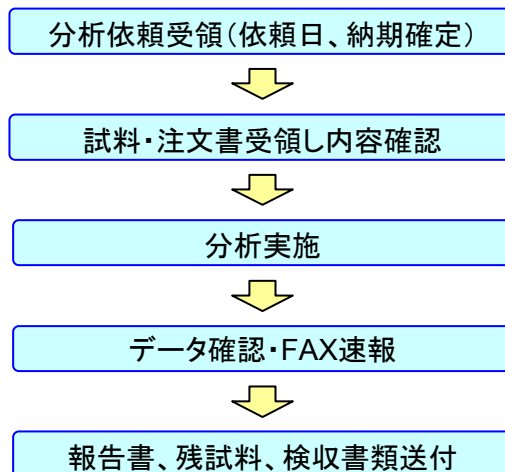 分析依頼受領（依頼日、納期確定）
試料・注文書受領し内容確認
分析実施
データ確認・FAX速報
報告書、残試料、検収書類送付